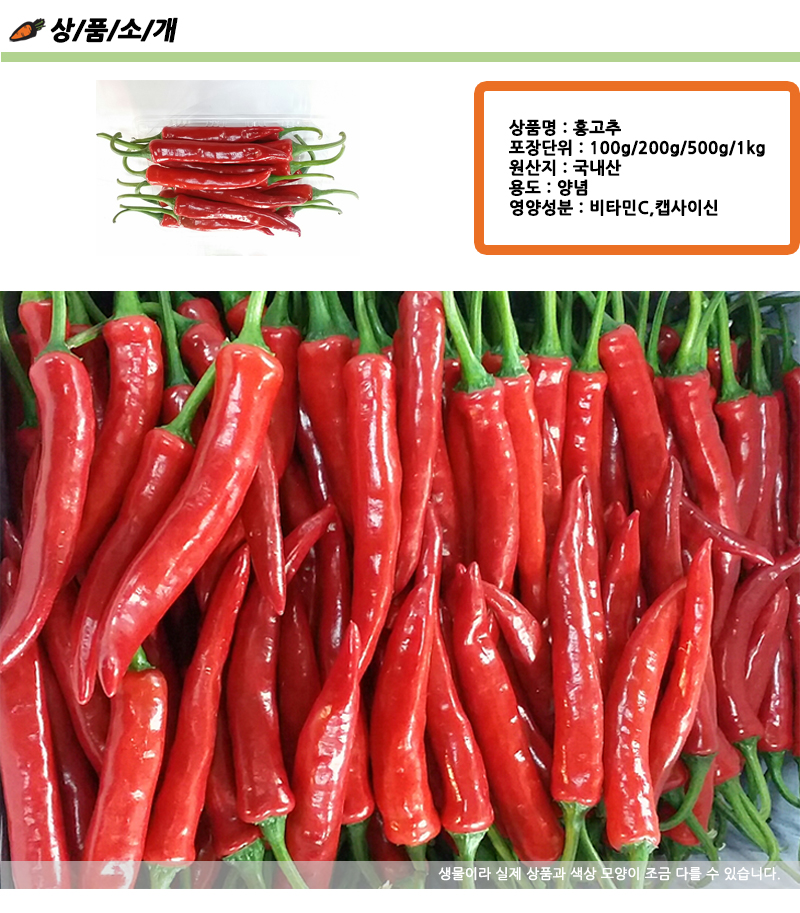 상/품/소/개
상품명 : 홍고추
포장단위 : 100g/200g/500g/1kg
원산지 : 국내산
용도 : 양념
영양성분 : 비타민C,캡사이신
생물이라 실제 상품과 색상 모양이 조금 다를 수 있습니다.